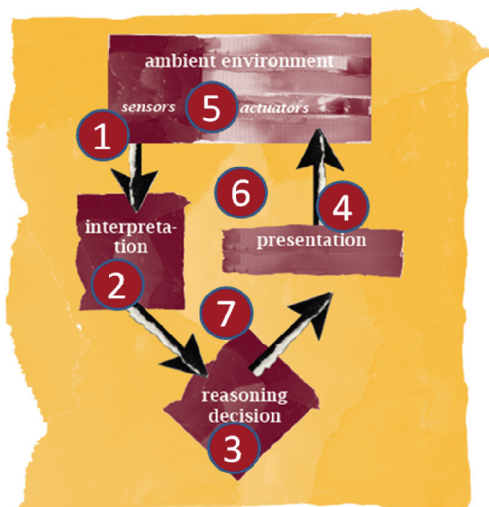 ambient environment
sensors 5 actuators
1
6
4
interpreta-
tion
presentation
2
7
reasoning
decision
3